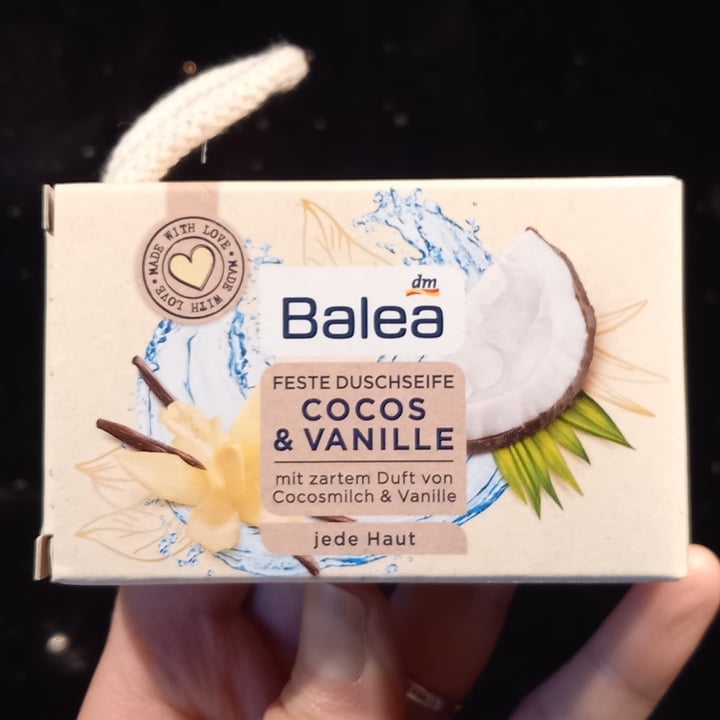 MADE WITH LOVE • MADE WITH LOVE •
dm
Balea
FESTE DUSCHSEIFE
COCOS
& VANILLE
mit zartem Duft von
Cocosmilch & Vanille
jede Haut